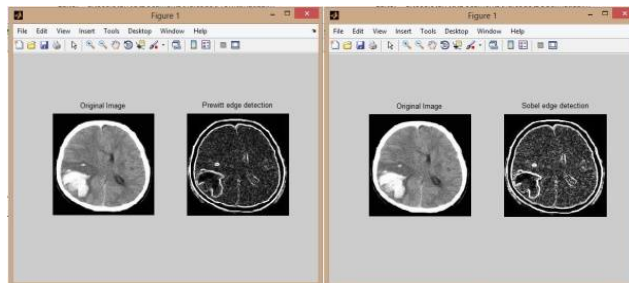 Figure 1
File Edit View Insert Tools Desktop Window Help
Original Image
Prewitt edge detection
Figure 1
File Edit View Insert Tools Desktop Window Help
Original Image
Sobel edge detection